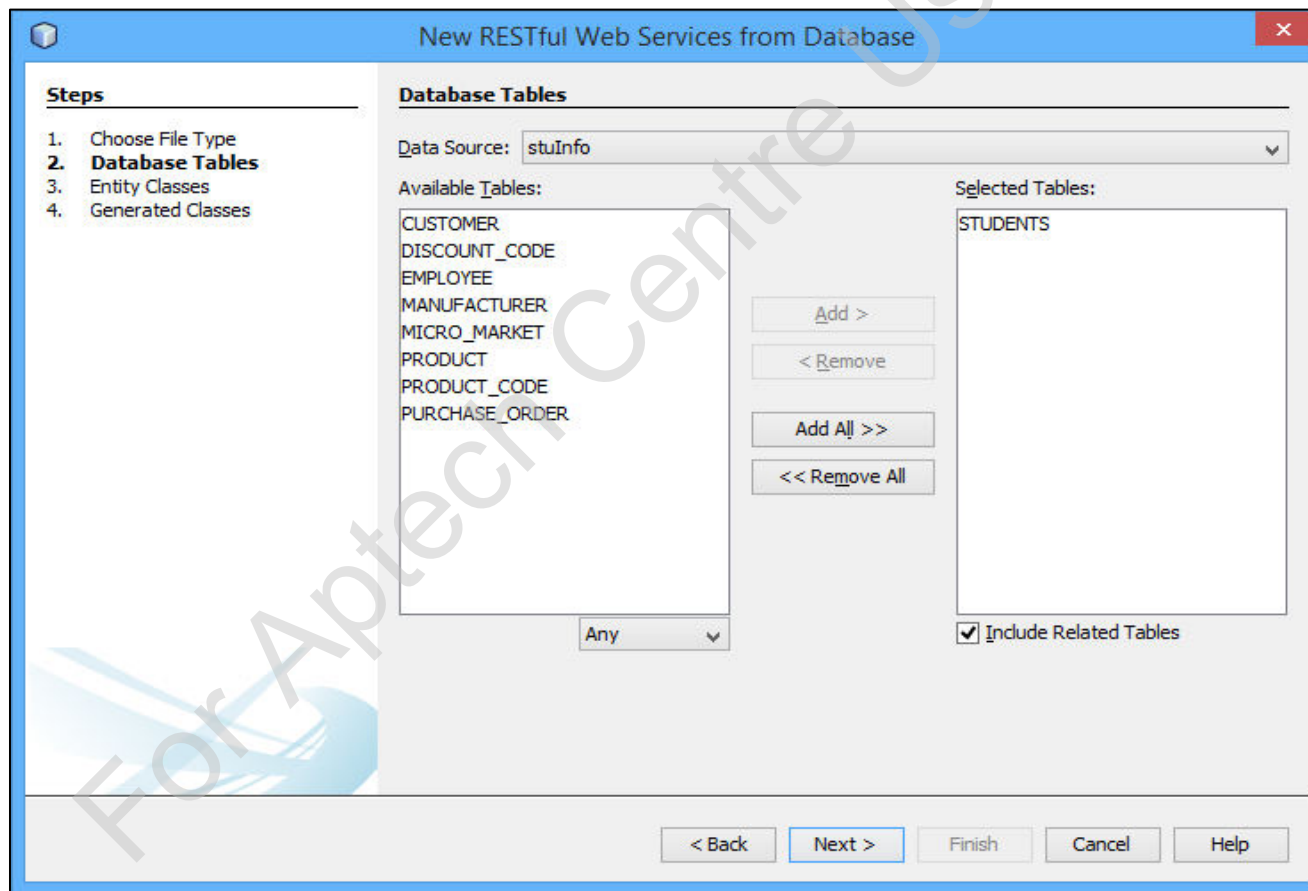 New RESTful Web Services from Database
Steps
1. Choose File Type
2. Database Tables
3. Entity Classes
4. Generated Classes
Database Tables
Data Source: stuInfo
Available Tables:
CUSTOMER
DISCOUNT_CODE
EMPLOYEE
MANUFACTURER
MICRO_MARKET
PRODUCT
PRODUCT_CODE
PURCHASE_ORDER
Any
Add >
< Remove
Add All >>
<< Remove All
Selected Tables:
STUDENTS
Include Related Tables
< Back Next > Finish Cancel Help
For Aptech Centre